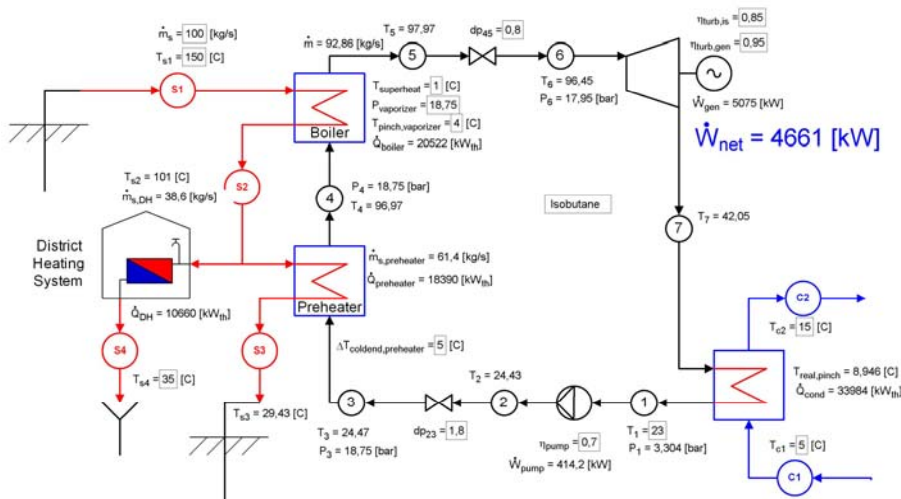 ṁs = 100 [kg/s]
Ts1 = 150 [C]
S1
ṁ = 92,86 [kg/s]
T5 = 97,97
5
dp45 = 0,8
6
T6 = 96,45
P6 = 17,95 [bar]
ηturb,is = 0,85
ηturb,gen = 0,95
Ẇgen = 5075 [kW]
Ẇnet = 4661 [kW]
Tsuperheat = 1 [C]
Pvaporizer = 18,75
Tpinch,vaporizer = 4 [C]
Q̇boiler = 20522 [kWth]
Boiler
S2
Ts2 = 101 [C]
ṁs,DH = 38,6 [kg/s]
4
P4 = 18,75 [bar]
T4 = 96,97
Isobutane
7
T7 = 42,05
District
Heating
System
Q̇DH = 10660 [kWth]
ṁs,preheater = 61,4 [kg/s]
Q̇preheater = 18390 [kWth]
Preheater
S4
Ts4 = 35 [C]
S3
Ts3 = 29,43 [C]
ΔTcoldend,preheater = 5 [C]
3
T3 = 24,47
P3 = 18,75 [bar]
dp23 = 1,8
T2 = 24,43
2
ηpump = 0,7
Ẇpump = 414,2 [kW]
1
T1 = 23
P1 = 3,304 [bar]
C2
Tc2 = 15 [C]
Treal,pinch = 8,946 [C]
Q̇cond = 33984 [kWth]
Tc1 = 5 [C]
C1